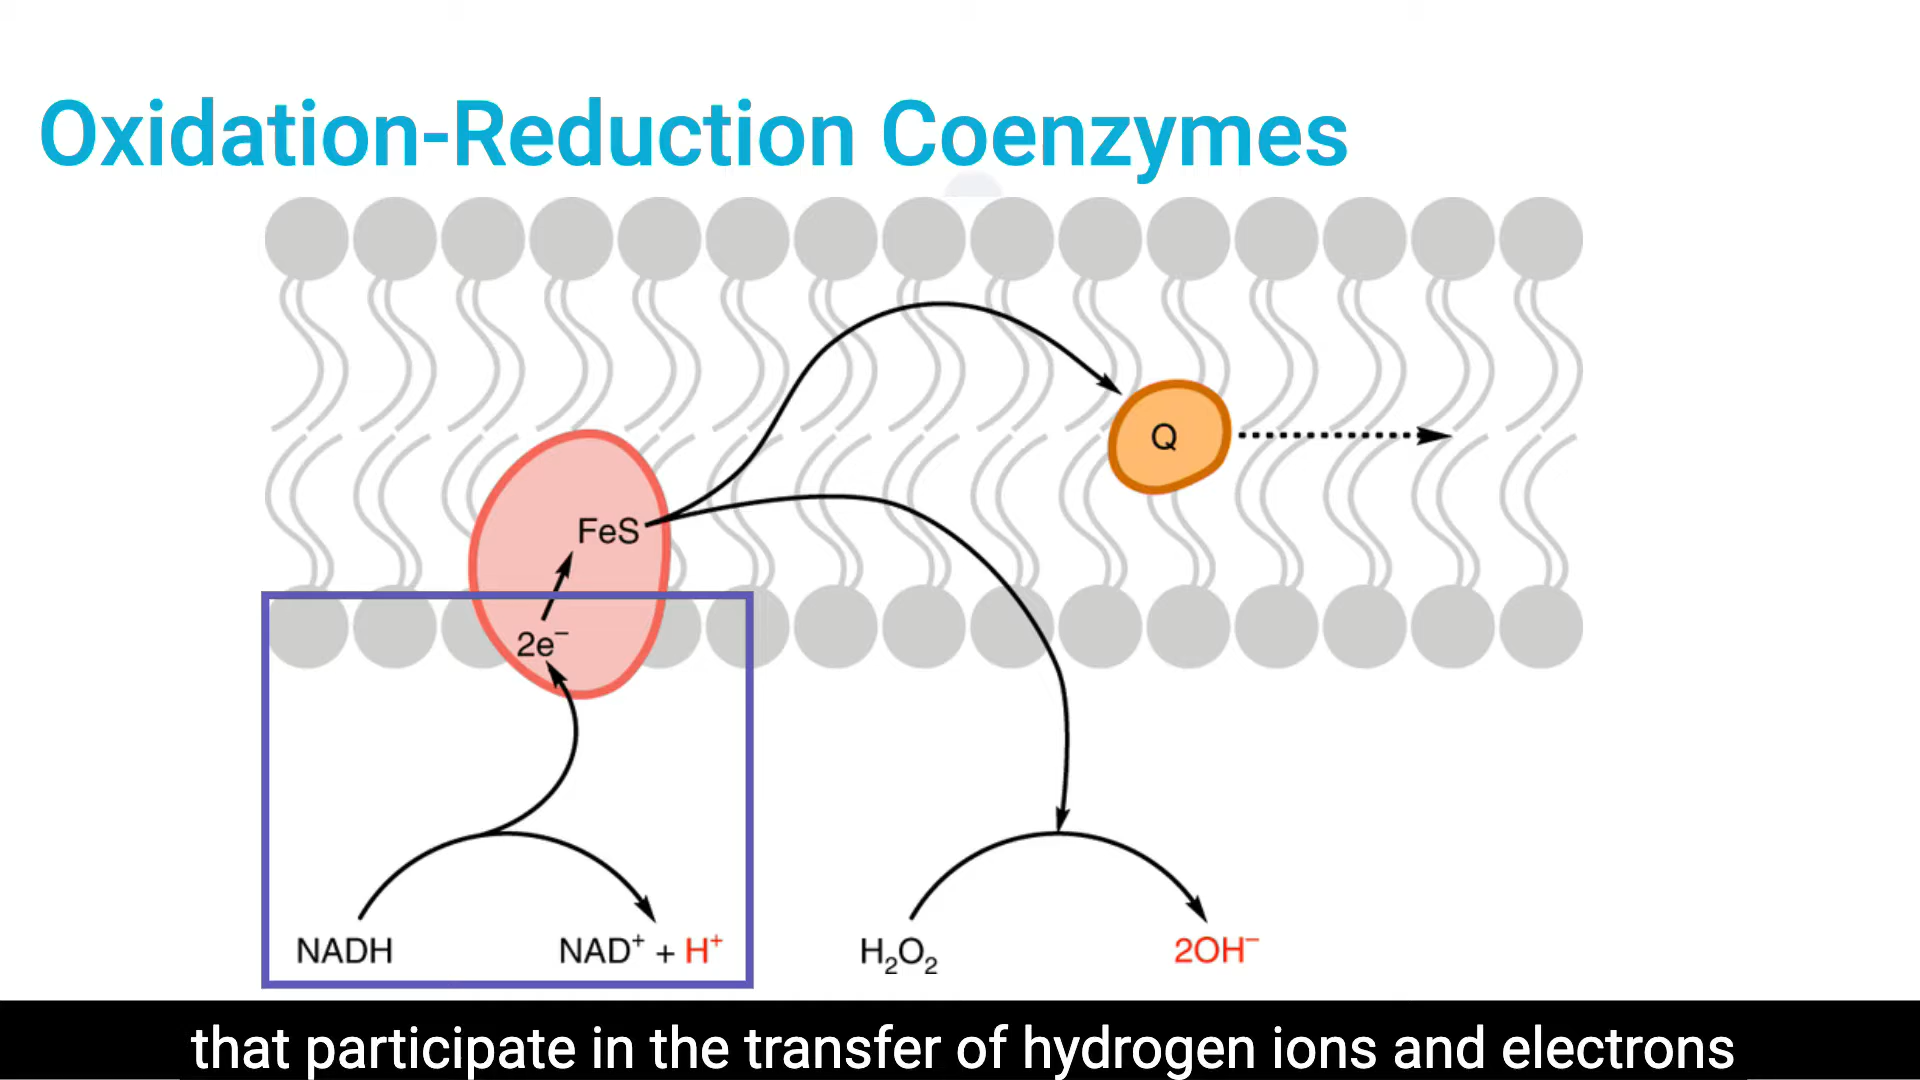 Oxidation-Reduction Coenzymes
Q
FeS
2e⁻
NADH
NAD⁺ + H⁺
H₂O₂
2OH⁻
that participate in the transfer of hydrogen ions and electrons